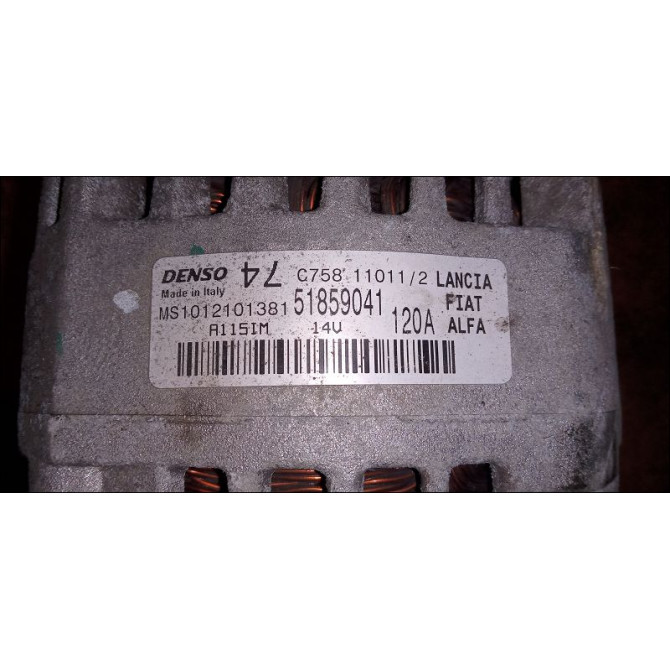 DENSO 74 C758 11011/2 LANCIA
Made in Italy FIAT
MS1012101381 51859041 120A ALFA
A115IM 14V